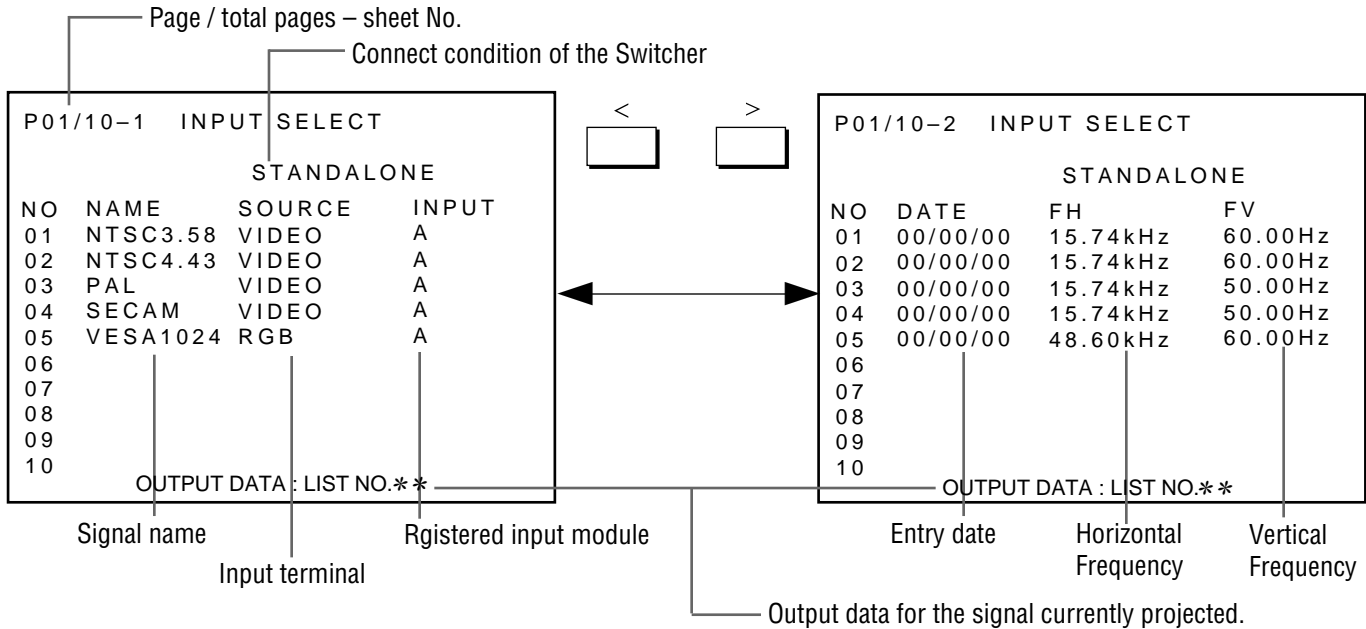 Page / total pages – sheet No.
Connect condition of the Switcher
P01/10–1 INPUT SELECT
STANDALONE
NO NAME SOURCE INPUT
01 NTSC3.58 VIDEO A
02 NTSC4.43 VIDEO A
03 PAL VIDEO A
04 SECAM VIDEO A
05 VESA1024 RGB A
06
07
08
09
10
OUTPUT DATA : LIST NO.**
< >
P01/10–2 INPUT SELECT
STANDALONE
NO DATE FH FV
01 00/00/00 15.74kHz 60.00Hz
02 00/00/00 15.74kHz 60.00Hz
03 00/00/00 15.74kHz 50.00Hz
04 00/00/00 15.74kHz 50.00Hz
05 00/00/00 48.60kHz 60.00Hz
06
07
08
09
10
OUTPUT DATA : LIST NO.**
Signal name
Input terminal
Rgistered input module
Entry date
Horizontal
Frequency
Vertical
Frequency
Output data for the signal currently projected.